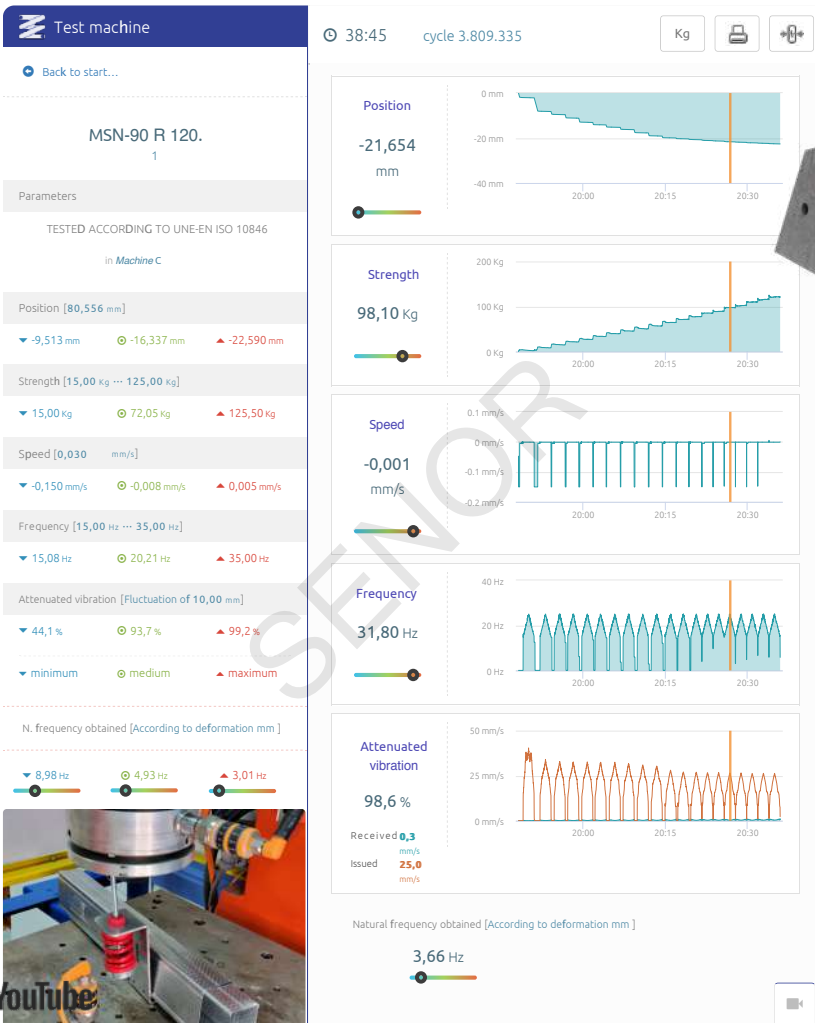 Test machine
Back to start...
MSN-90 R 120.
1
Parameters
TESTED ACCORDING TO UNE-EN ISO 10846
in Machine C
Position [80,556 mm]
-9,513 mm -16,337 mm -22,590 mm
Strength [15,00 Kg ··· 125,00 Kg]
15,00 Kg 72,05 Kg 125,50 Kg
Speed [0,030 mm/s]
-0,150 mm/s -0,008 mm/s 0,005 mm/s
Frequency [15,00 Hz ··· 35,00 Hz]
15,08 Hz 20,21 Hz 35,00 Hz
Attenuated vibration [Fluctuation of 10,00 mm]
44,1 % 93,7 % 99,2 %
minimum medium maximum
N. frequency obtained [According to deformation mm ]
8,98 Hz 4,93 Hz 3,01 Hz
YouTube
38:45 cycle 3.809.335 Kg
Position
-21,654
mm
0 mm
-20 mm
-40 mm
20:00 20:15 20:30
Strength
98,10 Kg
200 Kg
100 Kg
0 Kg
20:00 20:15 20:30
Speed
-0,001
mm/s
0.1 mm/s
0 mm/s
-0.1 mm/s
-0.2 mm/s
20:00 20:15 20:30
Frequency
31,80 Hz
40 Hz
20 Hz
0 Hz
20:00 20:15 20:30
Attenuated
vibration
98,6 %
Received 0,3
mm/s
Issued 25,0
mm/s
50 mm/s
25 mm/s
0 mm/s
20:00 20:15 20:30
Natural frequency obtained [According to deformation mm ]
3,66 Hz
SENOR